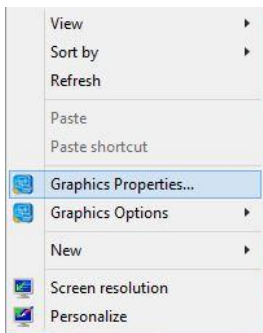 View
Sort by
Refresh
Paste
Paste shortcut
Graphics Properties...
Graphics Options
New
Screen resolution
Personalize